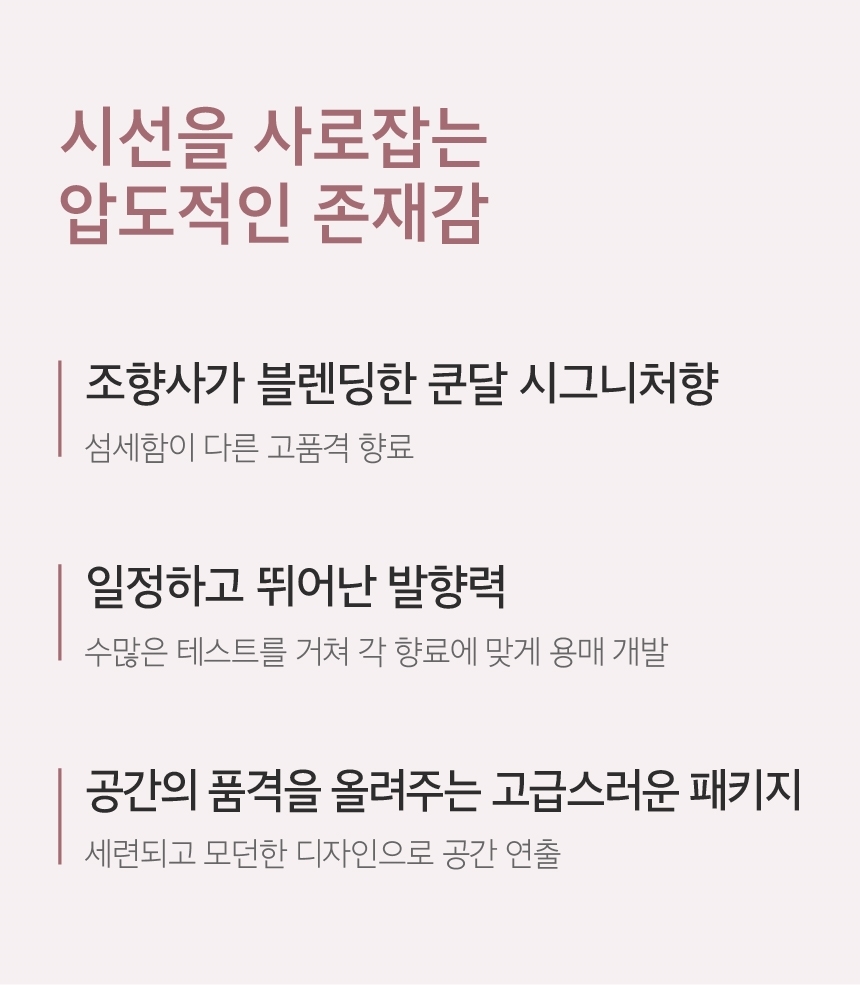 시선을 사로잡는
압도적인 존재감
조향사가 블렌딩한 쿤달 시그니처향
섬세함이 다른 고품격 향료
일정하고 뛰어난 발향력
수많은 테스트를 거쳐 각 향료에 맞게 용매 개발
공간의 품격을 올려주는 고급스러운 패키지
세련되고 모던한 디자인으로 공간 연출